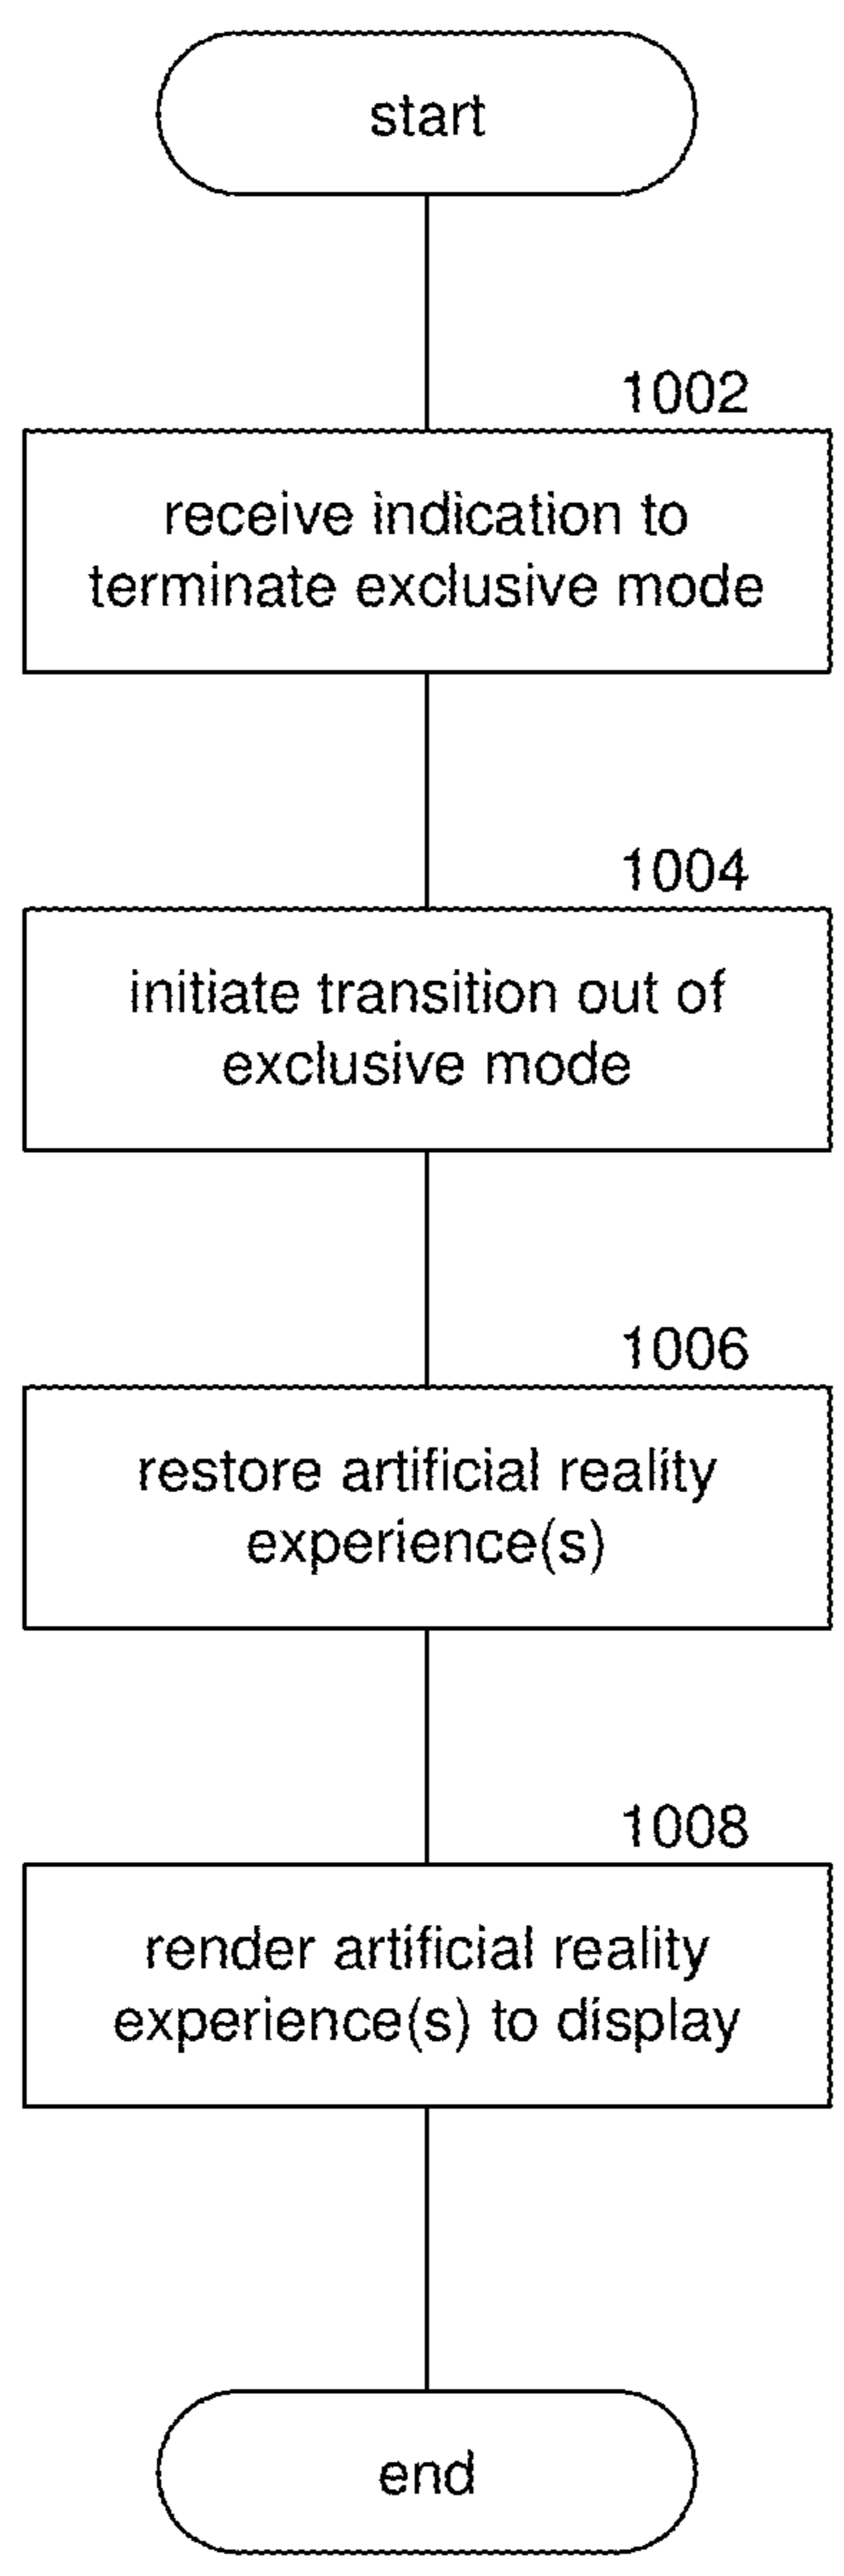 start
1002
receive indication to
terminate exclusive mode
1004
initiate transition out of
exclusive mode
1006
restore artificial reality
experience(s)
1008
render artificial reality
experience(s) to display
end